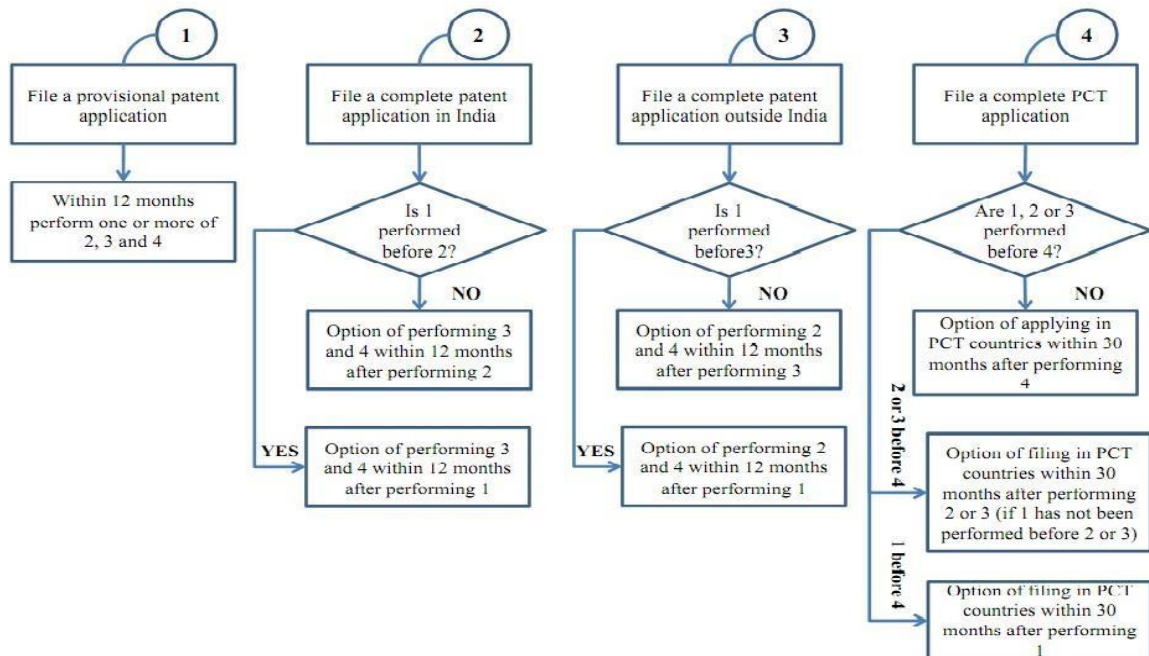 1
File a provisional patent
application
Within 12 months
perform one or more of
2, 3 and 4
2
File a complete patent
application in India
Is 1
performed
before 2?
NO
Option of performing 3
and 4 within 12 months
after performing 2
YES
Option of performing 3
and 4 within 12 months
after performing 1
3
File a complete patent
application outside India
Is 1
performed
before3?
NO
Option of performing 2
and 4 within 12 months
after performing 3
YES
Option of performing 2
and 4 within 12 months
after performing 1
4
File a complete PCT
application
Are 1, 2 or 3
performed
before 4?
NO
Option of applying in
PCT countries within 30
months after performing
4
2 or 3 before 4
Option of filing in PCT
countries within 30
months after performing
2 or 3 (if 1 has not been
performed before 2 or 3)
1 before 4
Option of filing in PCT
countries within 30
months after performing
1